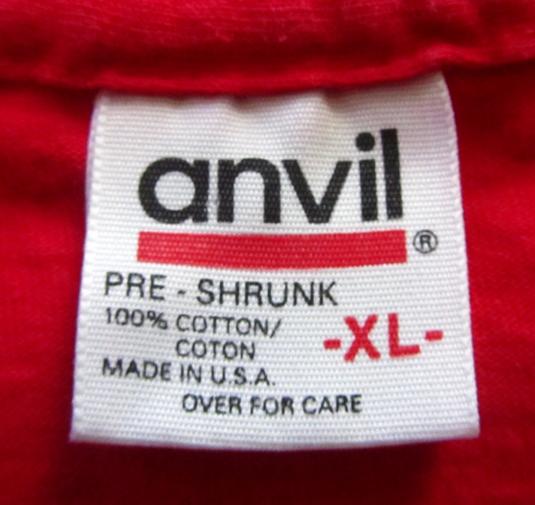 anvil®
PRE - SHRUNK
100% COTTON/
COTON
-XL-
MADE IN U.S.A.
OVER FOR CARE